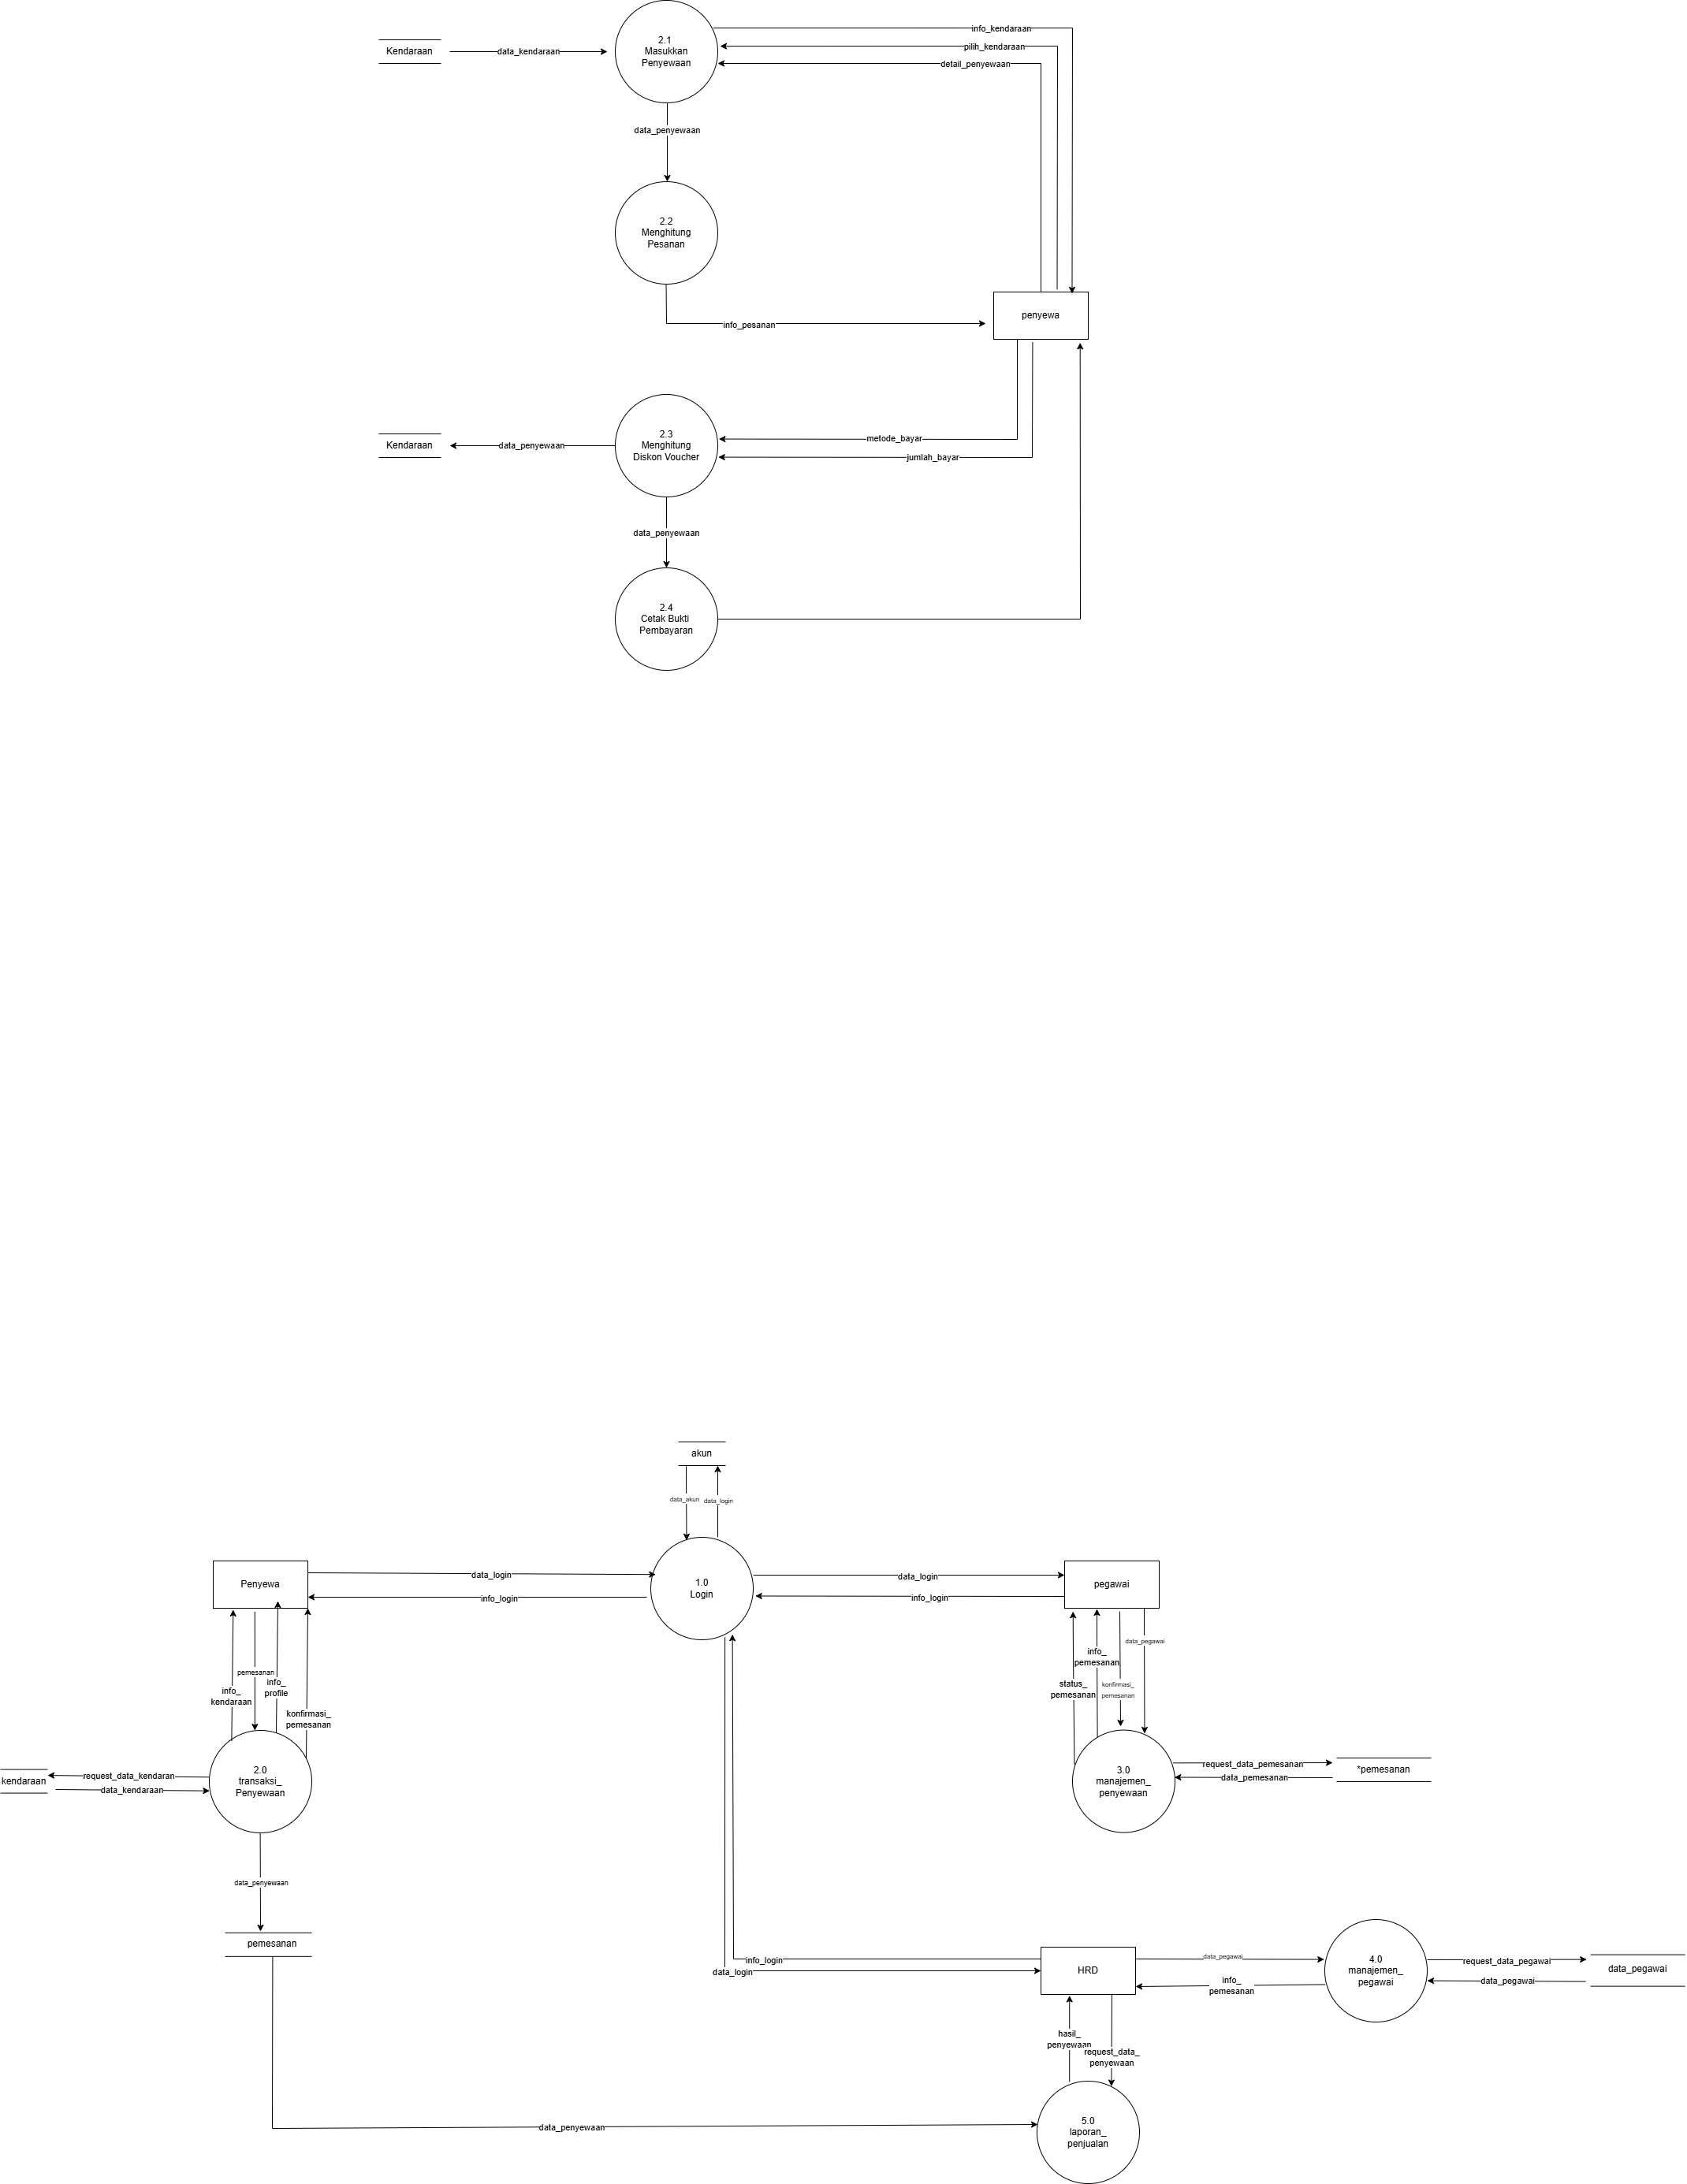 info_kendaraan
2.1
Masukkan
Penyewaan
pilih_kendaraan
Kendaraan
data_kendaraan
detail_penyewaan
data_penyewaan
2.2
Menghitung
Pesanan
penyewa
info_pesanan
metode_bayar
2.3
Menghitung
Diskon Voucher
Kendaraan
data_penyewaan
jumlah_bayar
data_penyewaan
2.4
Cetak Bukti
Pembayaran
akun
data_akun
data_login
Penyewa
data_login
1.0
Login
data_login
pegawai
info_login
info_login
data_pegawai
info_
pemesanan
pemesanan
info_
profile
info_
kendaraan
status_
pemesanan
konfirmasi_
pemesanan
konfirmasi_
pemesanan
2.0
transaksi_
Penyewaan
3.0
manajemen_
penyewaan
request_data_pemesanan
*pemesanan
data_pemesanan
kendaraan
request_data_kendaran
data_kendaraan
data_penyewaan
pemesanan
info_login
data_login
HRD
data_pegawai
info_
pemesanan
4.0
manajemen_
pegawai
request_data_pegawai
data_pegawai
data_pegawai
hasil_
penyewaan
request_data_
penyewaan
5.0
laporan_
penjualan
data_penyewaan